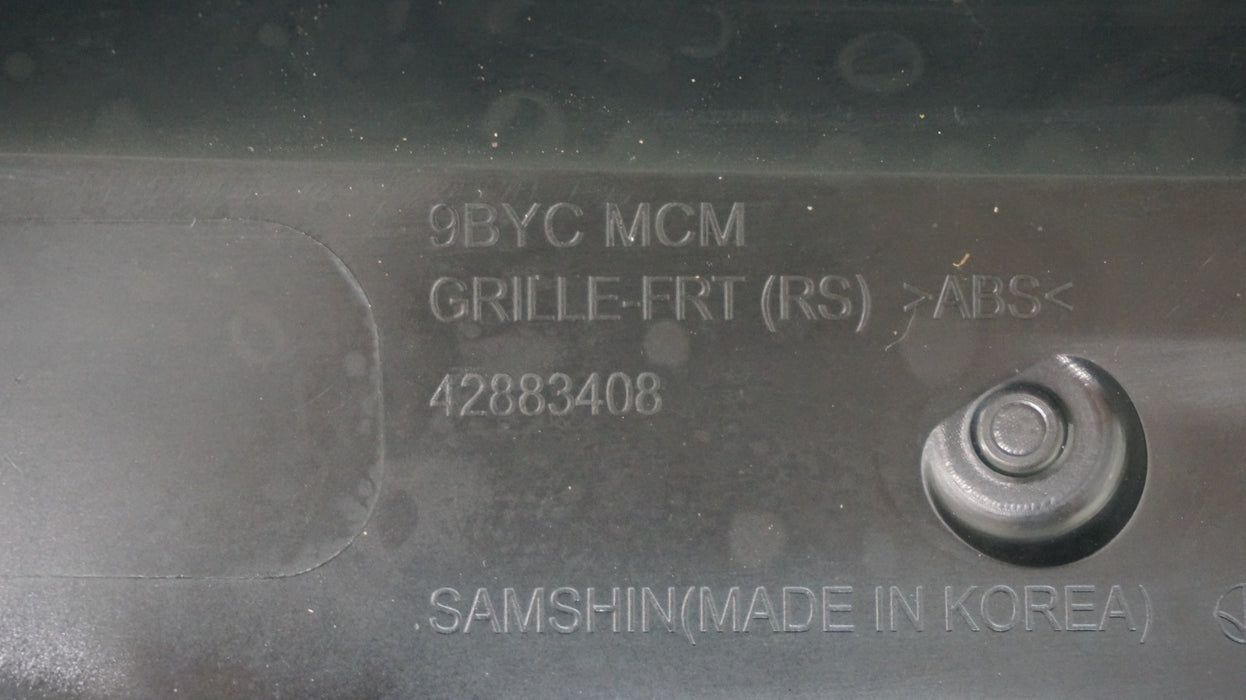 9BYC MCM
GRILLE-FRT (RS) >ABS<
42883408
SAMSHIN(MADE IN KOREA)